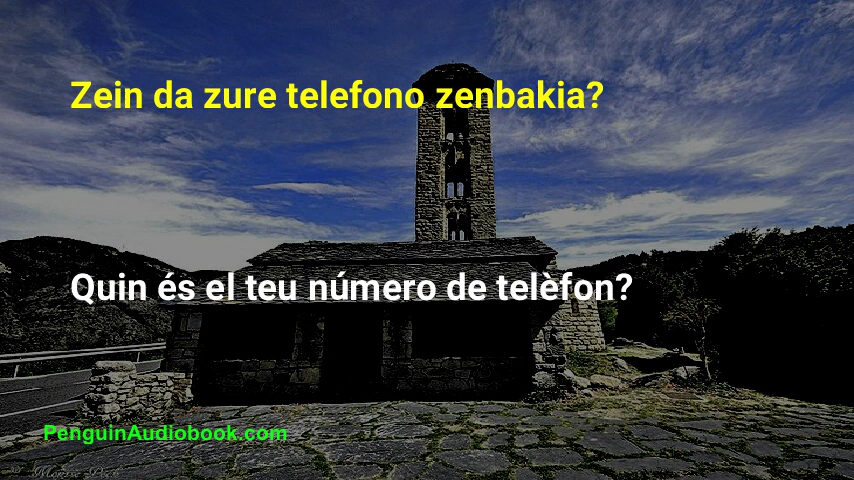 Zein da zure telefono zenbakia?
Quin és el teu número de telèfon?
PenguinAudiobook.com